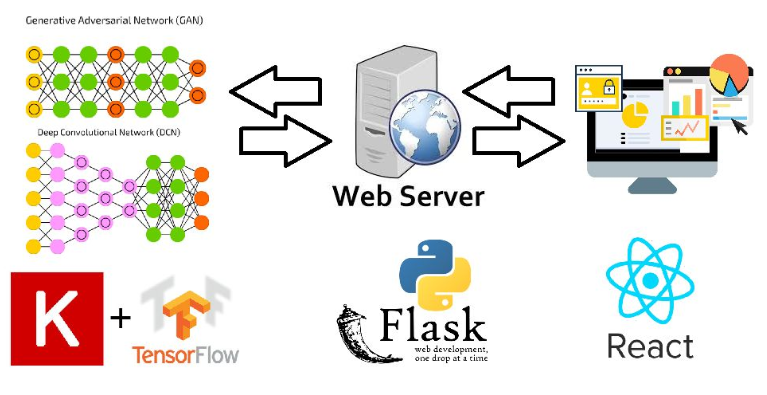 Generative Adversarial Network (GAN)
Deep Convolutional Network (DCN)
Web Server
K
+
TensorFlow
Flask
web development,
one drop at a time
React